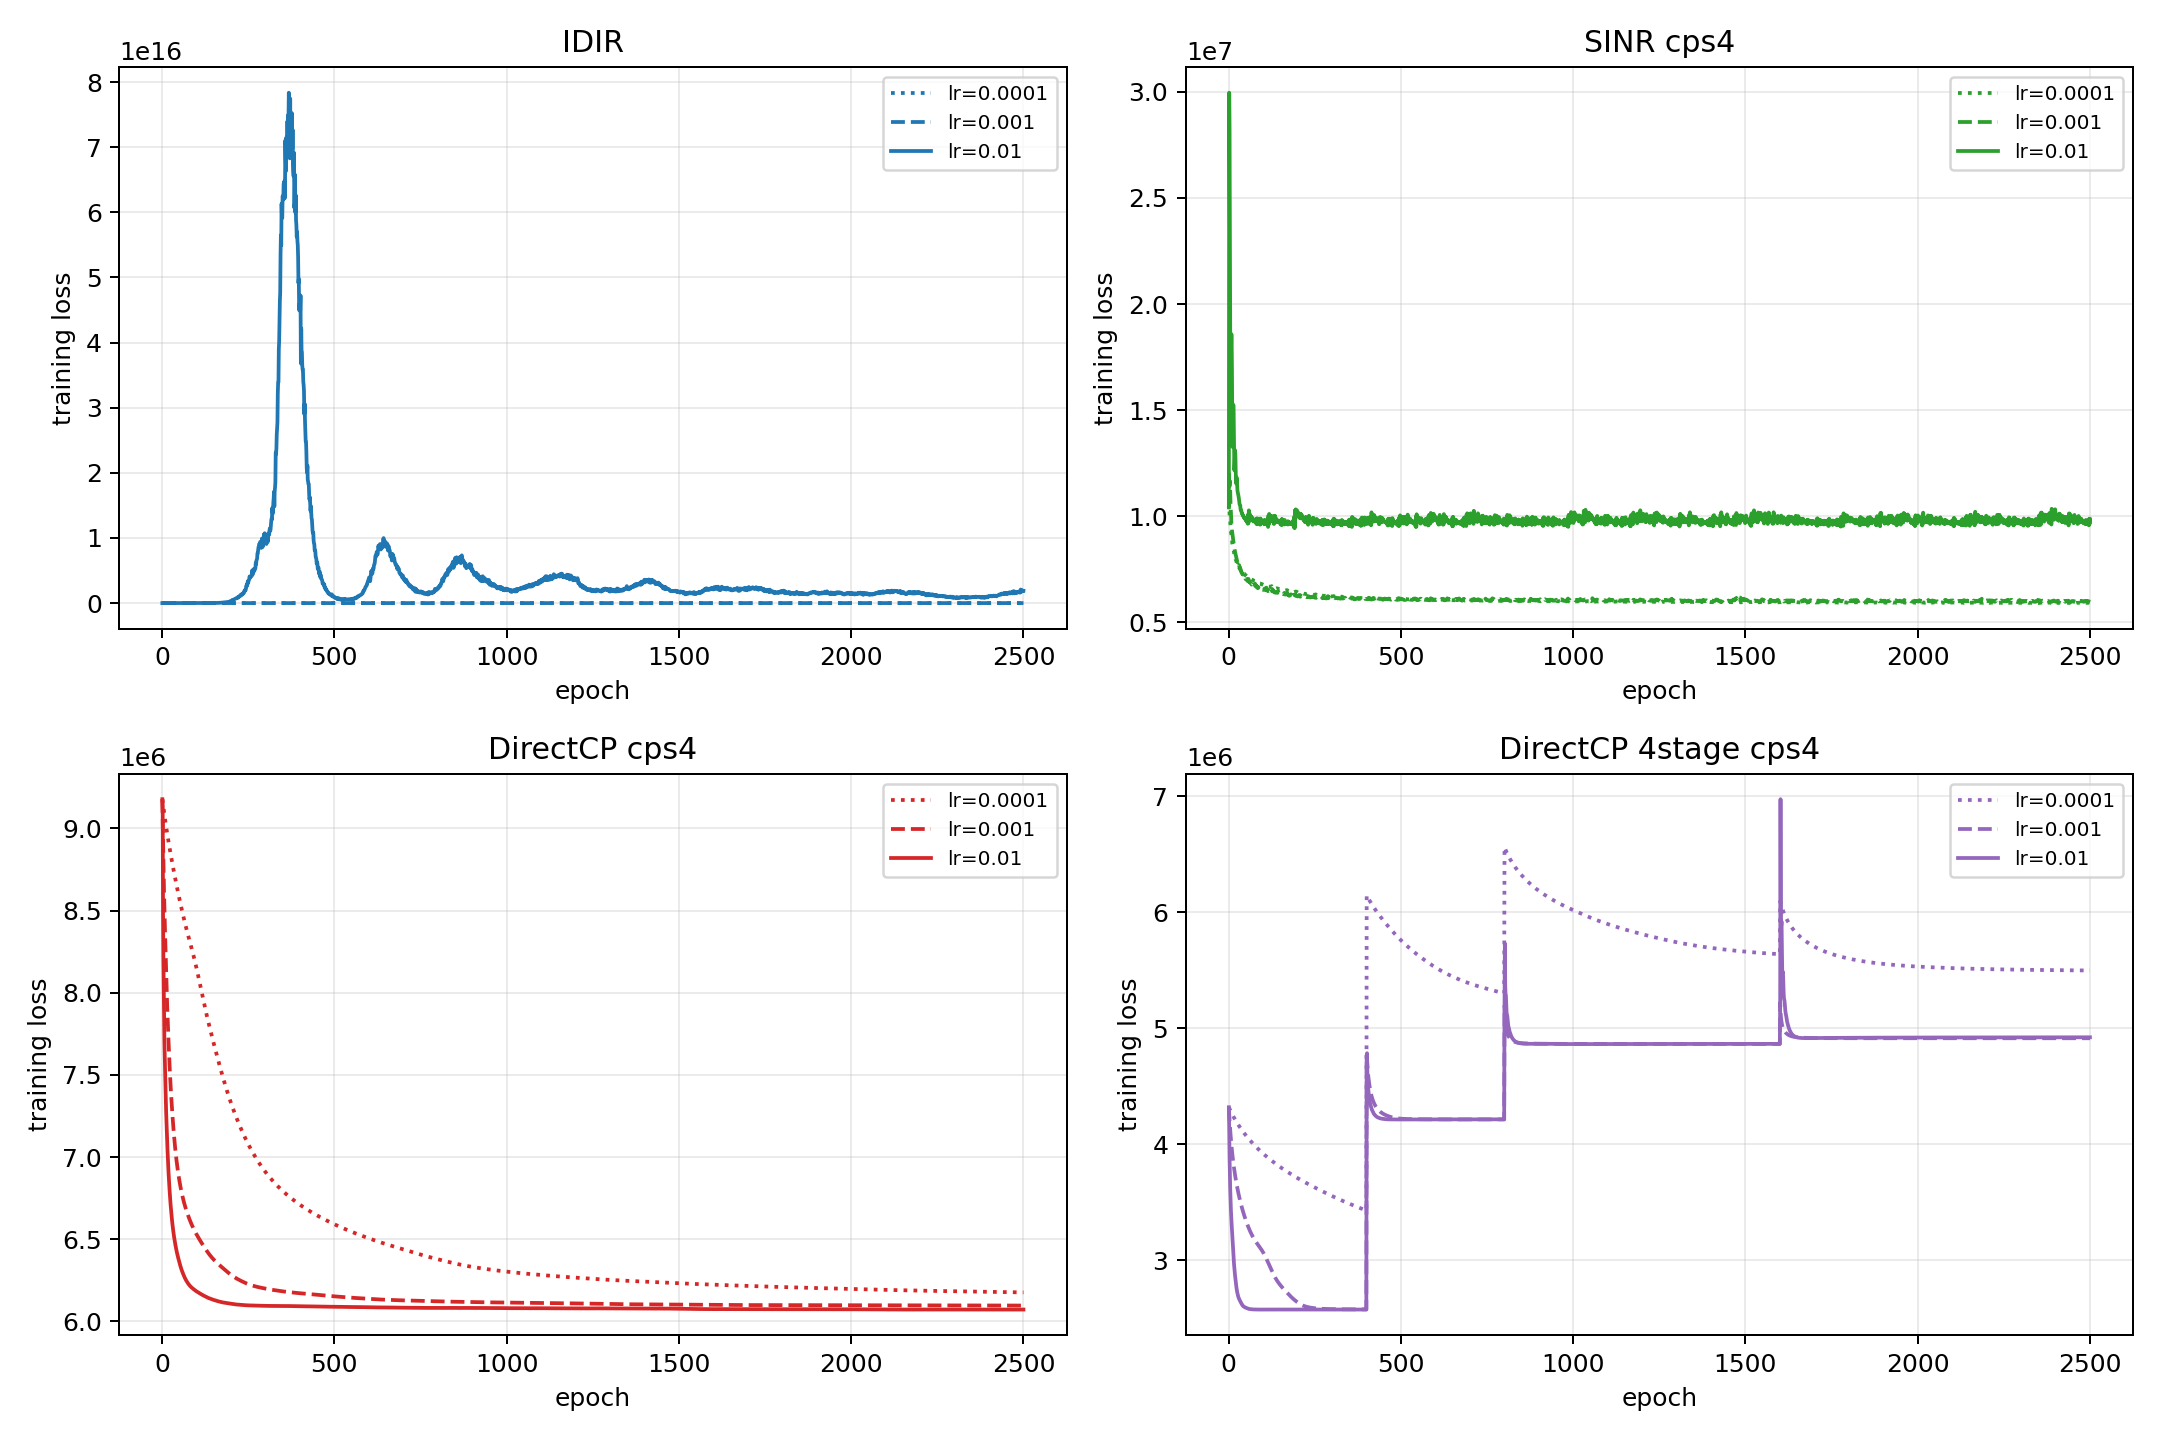 IDIR
1e16
8
7
6
5
4
3
2
1
0
training loss
0 500 1000 1500 2000 2500
epoch
lr=0.0001
lr=0.001
lr=0.01
SINR cps4
1e7
3.0
2.5
2.0
1.5
1.0
0.5
training loss
0 500 1000 1500 2000 2500
epoch
lr=0.0001
lr=0.001
lr=0.01
DirectCP cps4
1e6
9.0
8.5
8.0
7.5
7.0
6.5
6.0
training loss
0 500 1000 1500 2000 2500
epoch
lr=0.0001
lr=0.001
lr=0.01
DirectCP 4stage cps4
1e6
7
6
5
4
3
training loss
0 500 1000 1500 2000 2500
epoch
lr=0.0001
lr=0.001
lr=0.01